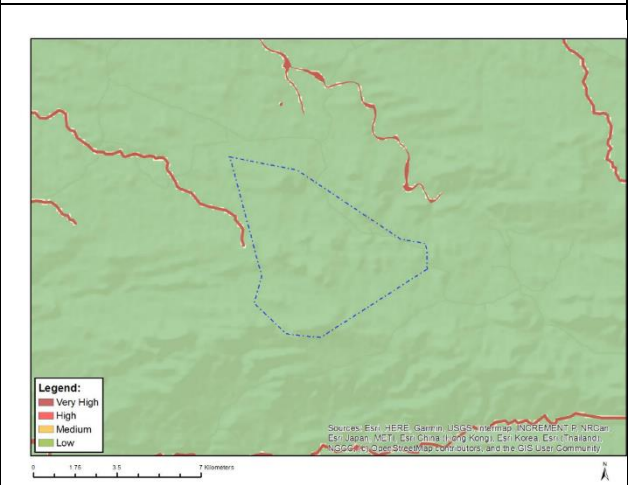 Legend:
Very High
High
Medium
Low
Sources: Esri, HERE, Garmin, USGS, Intermap, INCREMENT P, NRCan,
Esri Japan, METI, Esri China (Hong Kong), Esri Korea, Esri (Thailand),
NGCC, (c) OpenStreetMap contributors, and the GIS User Community
0 1.75 3.5 7 Kilometers
N